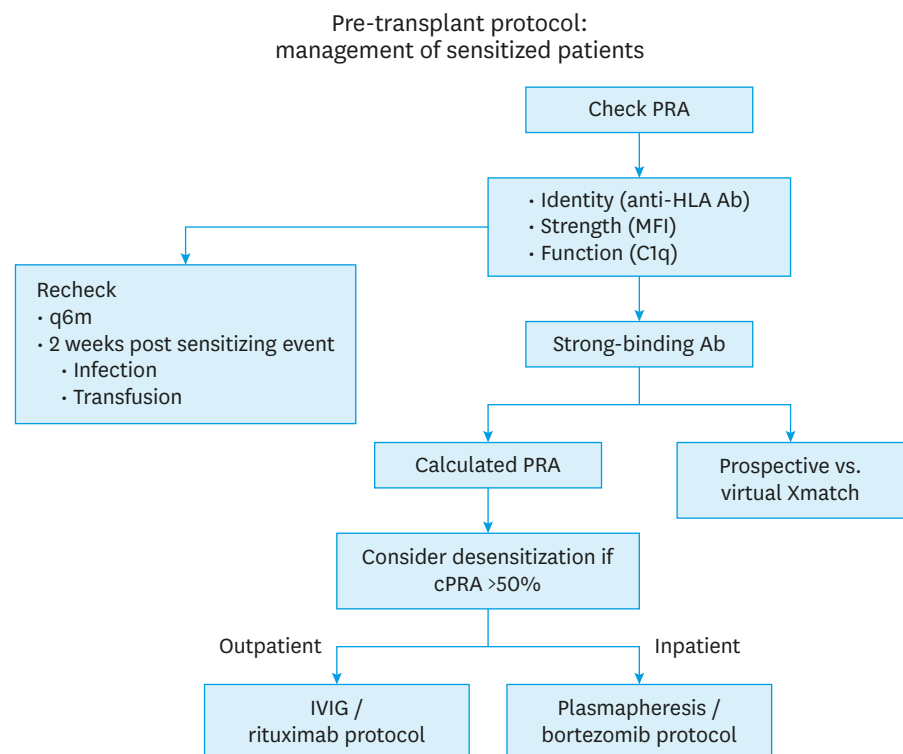 Pre-transplant protocol:
management of sensitized patients
Check PRA
· Identity (anti-HLA Ab)
· Strength (MFI)
· Function (C1q)
Recheck
· q6m
· 2 weeks post sensitizing event
· Infection
· Transfusion
Strong-binding Ab
Calculated PRA
Prospective vs.
virtual Xmatch
Consider desensitization if
cPRA >50%
Outpatient
Inpatient
IVIG /
rituximab protocol
Plasmapheresis /
bortezomib protocol